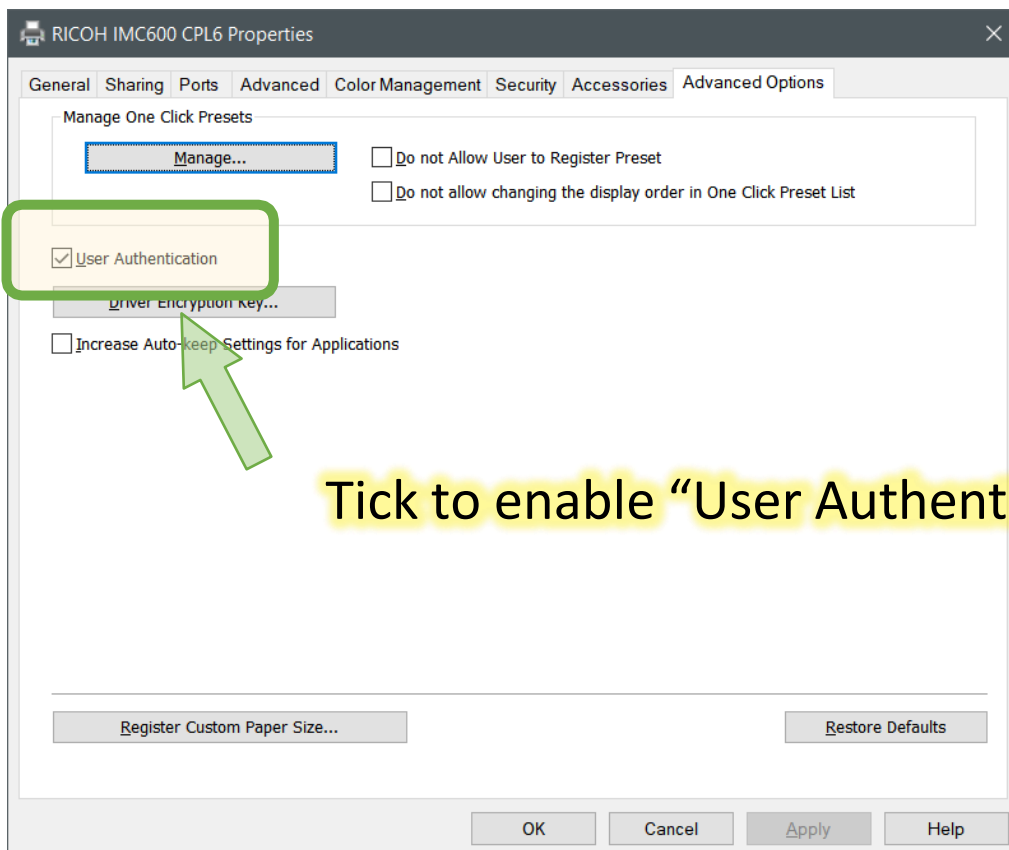 RICOH IMC600 CPL6 Properties
General Sharing Ports Advanced Color Management Security Accessories Advanced Options
Manage One Click Presets
Manage...
Do not Allow User to Register Preset
Do not allow changing the display order in One Click Preset List
User Authentication
Driver Encryption Key...
Increase Auto-keep Settings for Applications
Tick to enable “User Authent
Register Custom Paper Size...
Restore Defaults
OK Cancel Apply Help